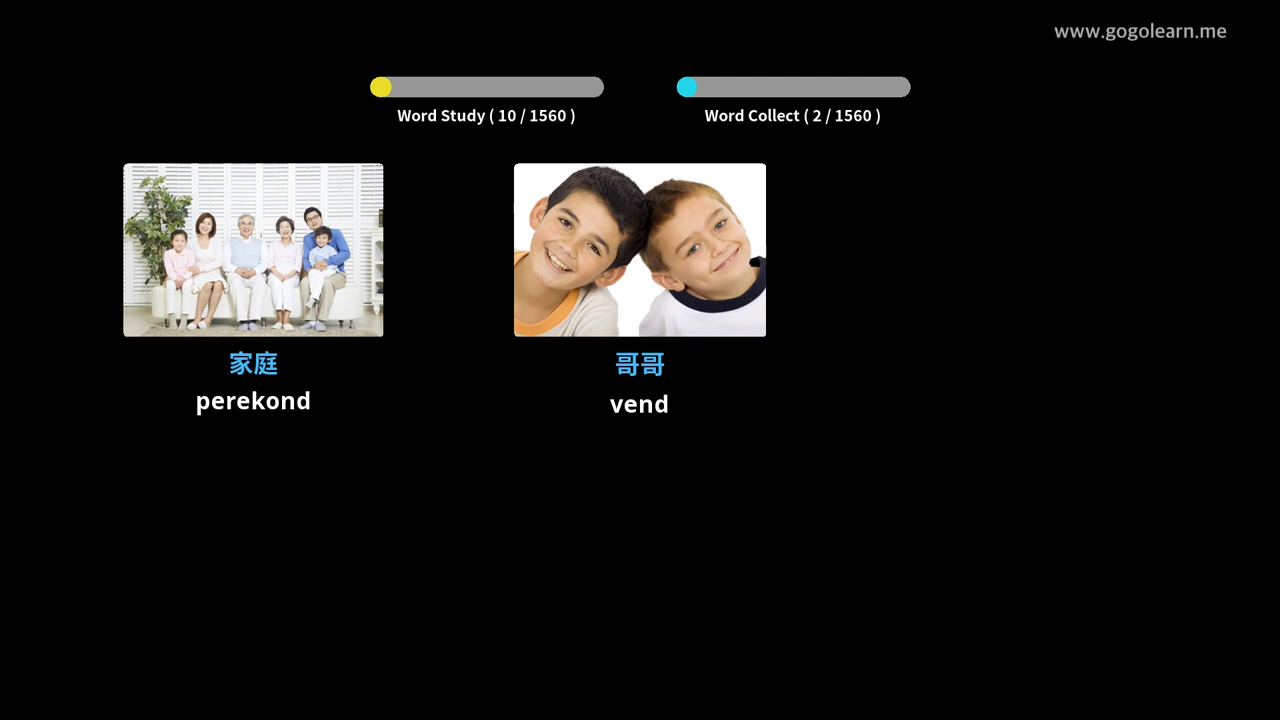 www.gogolearn.me
Word Study ( 10 / 1560 )
Word Collect ( 2 / 1560 )
家庭
perekond
哥哥
vend